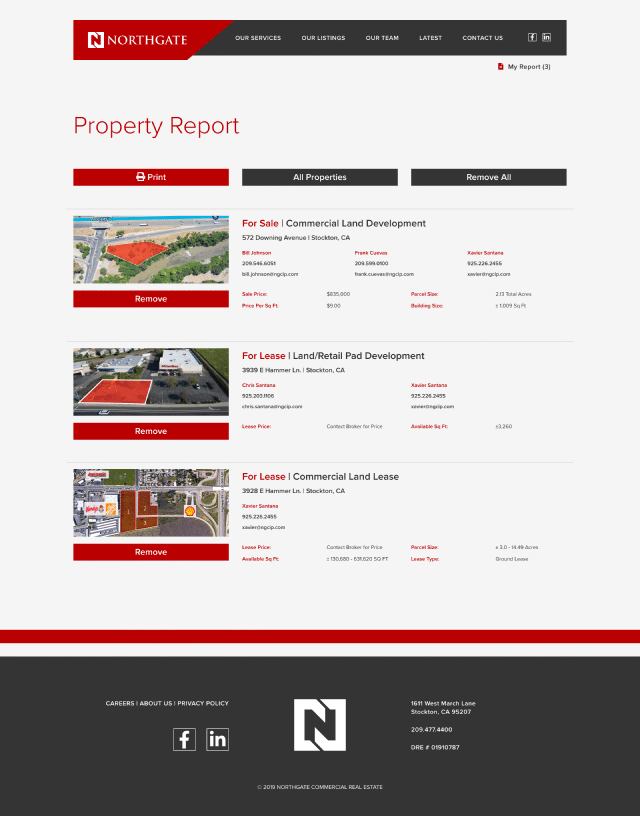 NORTHGATE
OUR SERVICES OUR LISTINGS OUR TEAM LATEST CONTACT US
My Report (3)
Property Report
Print
All Properties
Remove All
For Sale | Commercial Land Development
572 Downing Avenue | Stockton, CA
Bill Johnson Frank Cuevas Xavier Santana
209.546.6051 209.599.0100 925.226.2455
bill.johnson@ngcip.com frank.cuevas@ngcip.com xavier@ngcip.com
Remove
Sale Price: $835,000 Parcel Size: 2.13 Total Acres
Price Per Sq Ft: $9.00 Building Size: ± 1,009 Sq Ft
For Lease | Land/Retail Pad Development
3939 E Hammer Ln. | Stockton, CA
Chris Santana Xavier Santana
925.203.1106 925.226.2455
chris.santana@ngcip.com xavier@ngcip.com
Remove
Lease Price: Contact Broker for Price Available Sq Ft: ±3,260
For Lease | Commercial Land Lease
3928 E Hammer Ln. | Stockton, CA
Xavier Santana
925.226.2455
xavier@ngcip.com
1
2
3
Remove
Lease Price: Contact Broker for Price Parcel Size: ± 3.0 - 14.49 Acres
Available Sq Ft: ± 130,680 - 631,620 SQ FT Lease Type: Ground Lease
CAREERS | ABOUT US | PRIVACY POLICY
1611 West March Lane
Stockton, CA 95207
209.477.4400
DRE # 01910787
© 2019 NORTHGATE COMMERCIAL REAL ESTATE